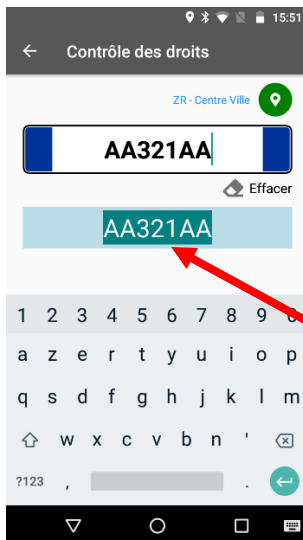 15:51
Contrôle des droits
ZR - Centre Ville
AA321AA
Effacer
AA321AA
1 2 3 4 5 6 7 8 9 0
a z e r t y u i o p
q s d f g h j k l m
w x c v b n '
?123 , .